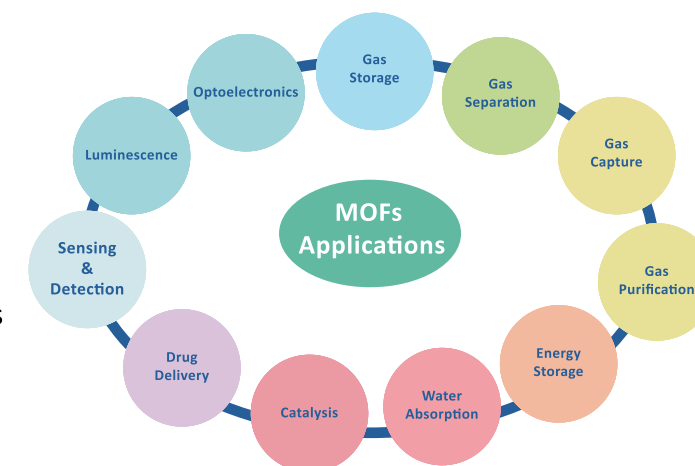 Gas
Storage
Gas
Separation
Gas
Capture
Gas
Purification
Energy
Storage
Water
Absorption
Catalysis
Drug
Delivery
Sensing
&
Detection
Luminescence
Optoelectronics
MOFs
Applications
s